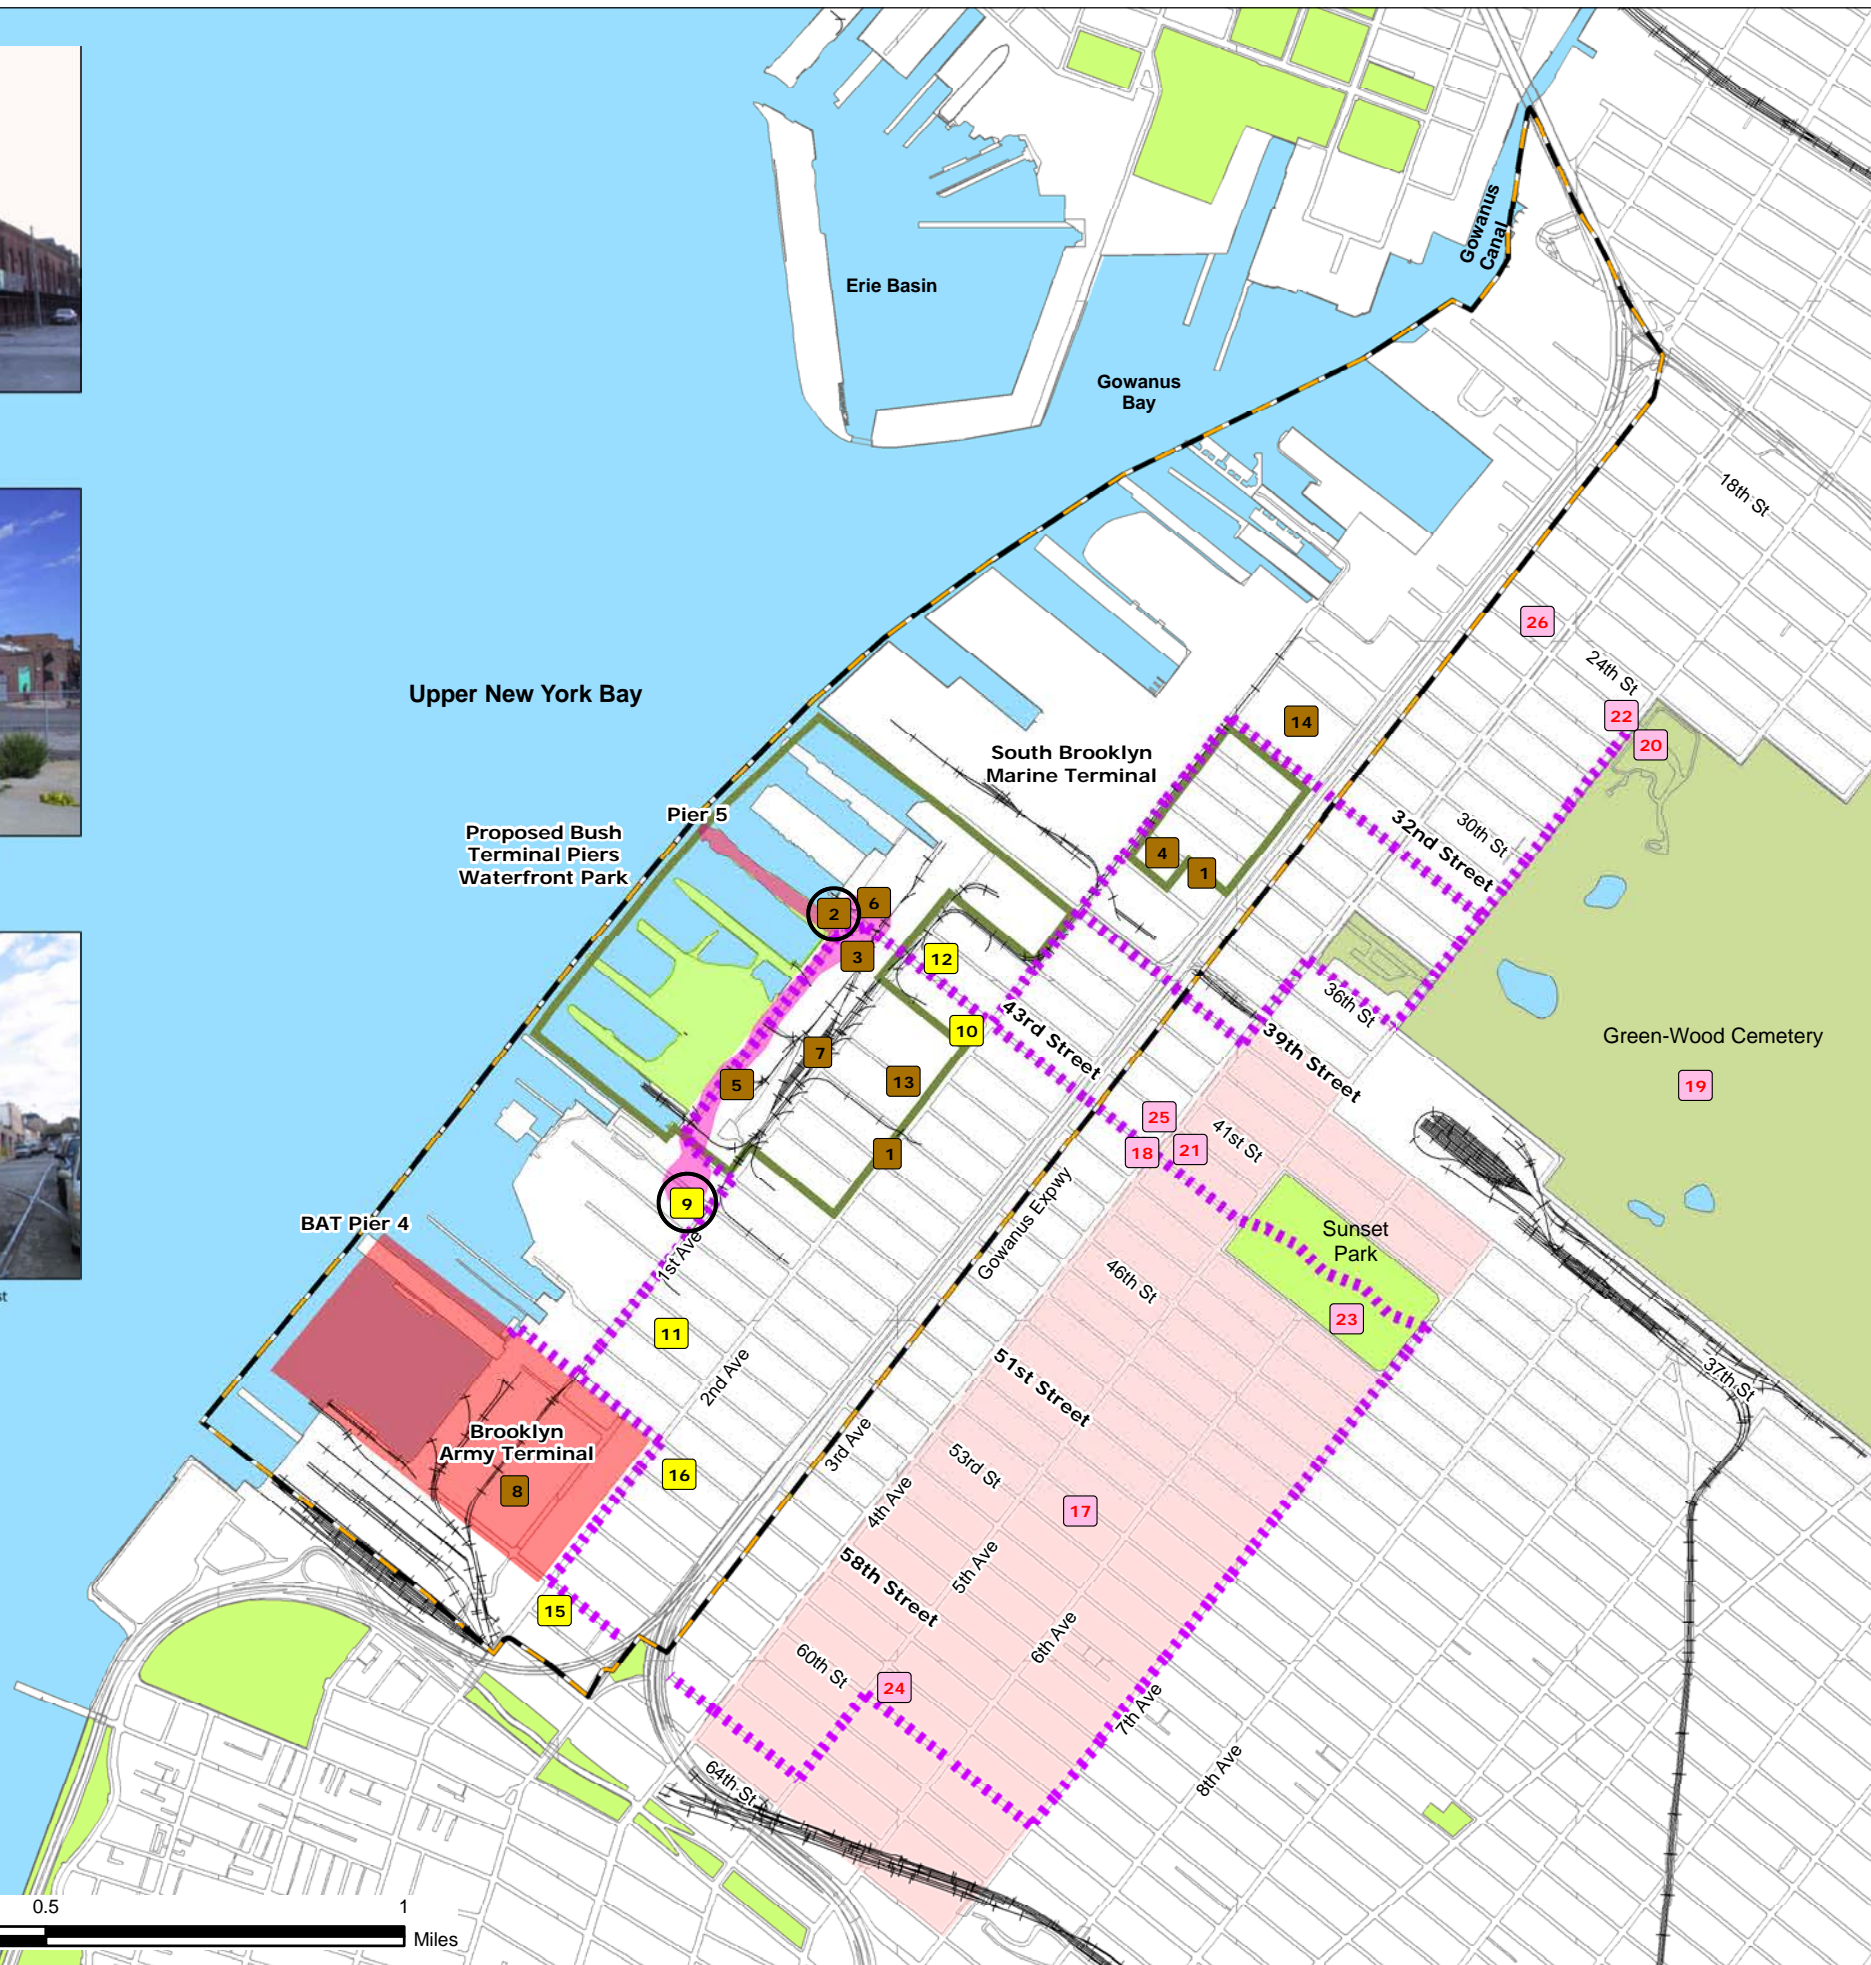 Erie Basin
Gowanus
Canal
Gowanus
Bay
18th St
26
24th St
22
20
Upper New York Bay
South Brooklyn
Marine Terminal
14
Pier 5
Proposed Bush
Terminal Piers
Waterfront Park
32nd Street
30th St
4
1
2
6
3
12
10
43rd Street
36th St
39th Street
Green-Wood Cemetery
19
7
5
13
1
25
18
21
41st St
9
BAT Pier 4
1st Ave
Gowanus Expwy
Sunset
Park
23
46th St
11
2nd Ave
51st Street
37th St
Brooklyn
Army Terminal
8
16
3rd Ave
4th Ave
53rd St
17
58th Street
5th Ave
15
60th St
24
6th Ave
7th Ave
8th Ave
64th St
st
0.5
1
Miles